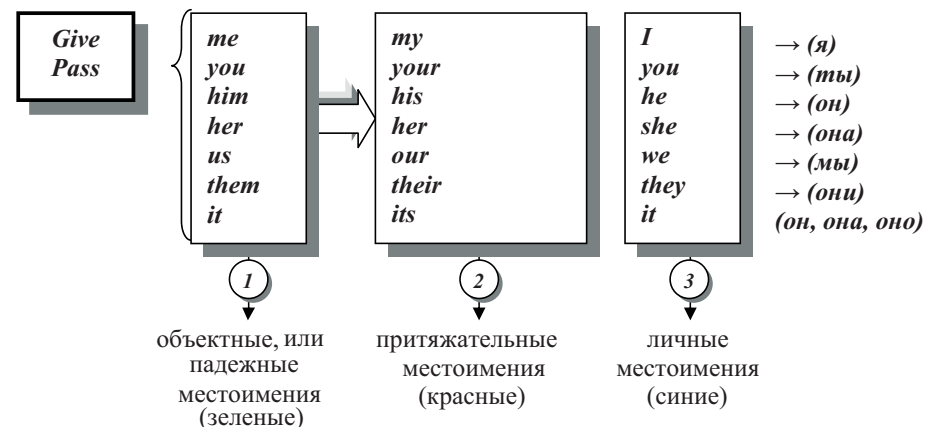 Give
Pass
me
you
him
her
us
them
it
my
your
his
her
our
their
its
I
you
he
she
we
they
it
→ (я)
→ (ты)
→ (он)
→ (она)
→ (мы)
→ (они)
(он, она, оно)
1
объектные, или
падежные
местоимения
(зеленые)
2
притяжательные
местоимения
(красные)
3
личные
местоимения
(синие)